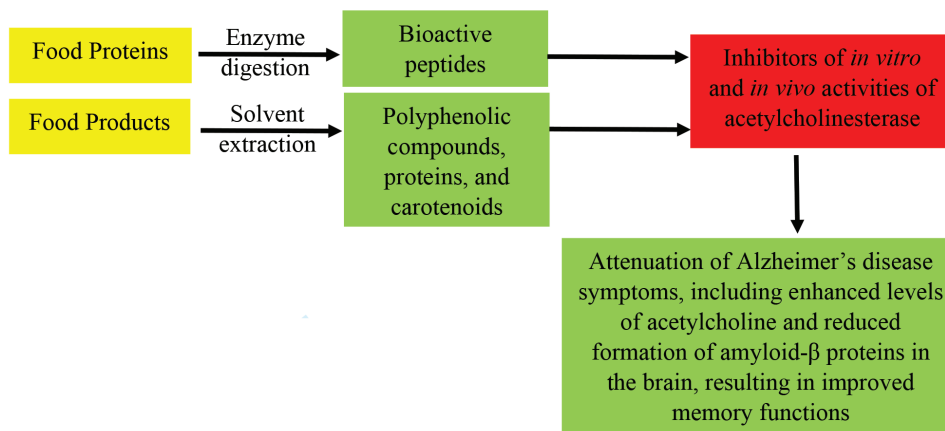 Food Proteins
Enzyme
digestion
Bioactive
peptides
Food Products
Solvent
extraction
Polyphenolic
compounds,
proteins, and
carotenoids
Inhibitors of in vitro
and in vivo activities of
acetylcholinesterase
Attenuation of Alzheimer’s disease
symptoms, including enhanced levels
of acetylcholine and reduced
formation of amyloid-β proteins in
the brain, resulting in improved
memory functions